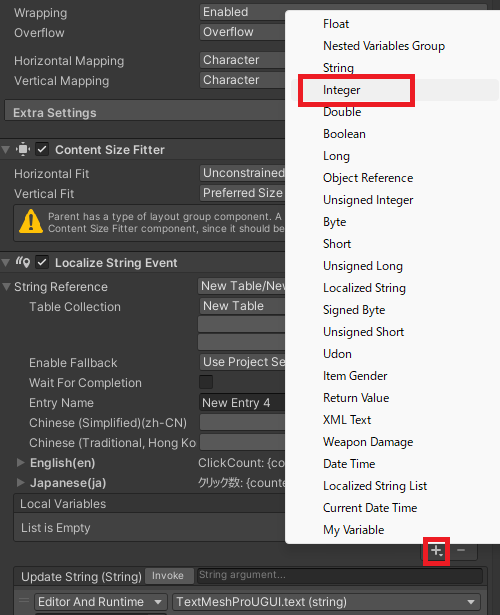 Wrapping Enabled
Overflow Overflow
Horizontal Mapping Character
Vertical Mapping Character
Extra Settings
Content Size Fitter
Horizontal Fit Unconstrained
Vertical Fit Preferred Size
Parent has a type of layout group component. A
Content Size Fitter component, since it should be
Localize String Event
String Reference New Table/New
Table Collection New Table
Enable Fallback Use Project Se
Wait For Completion
Entry Name New Entry 4
Chinese (Simplified)(zh-CN)
Chinese (Traditional, Hong Ko
English(en) ClickCount: {co
Japanese(ja) クリック数: {counte
Local Variables
List is Empty
Update String (String) Invoke String argument...
Editor And Runtime TextMeshProUGUI.text (string)
Float
Nested Variables Group
String
Integer
Double
Boolean
Long
Object Reference
Unsigned Integer
Byte
Short
Unsigned Long
Localized String
Signed Byte
Unsigned Short
Udon
Item Gender
Return Value
XML Text
Weapon Damage
Date Time
Localized String List
Current Date Time
My Variable